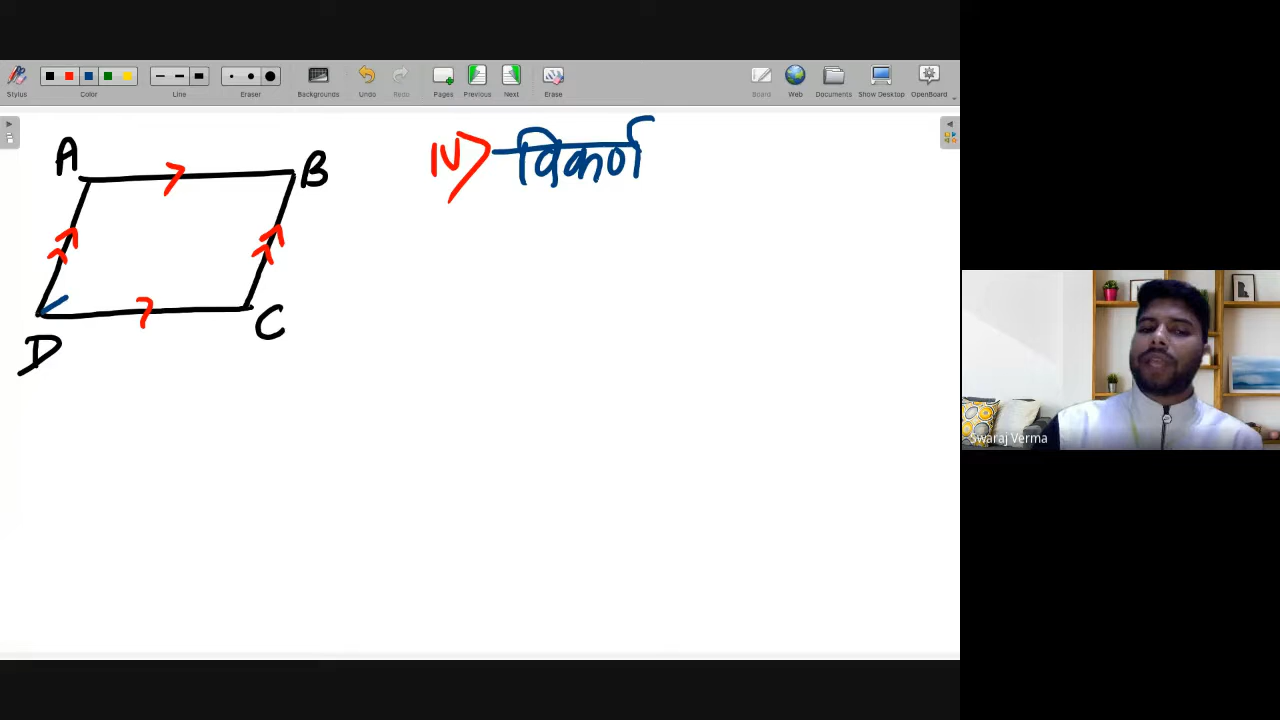 Stylus
Color
Line
Eraser
Backgrounds
Undo
Redo
Pages
Previous
Next
Erase
Board
Web
Documents
Show Desktop
OpenBoard
A
B
IV) विकर्ण
D
C
Swaraj Verma